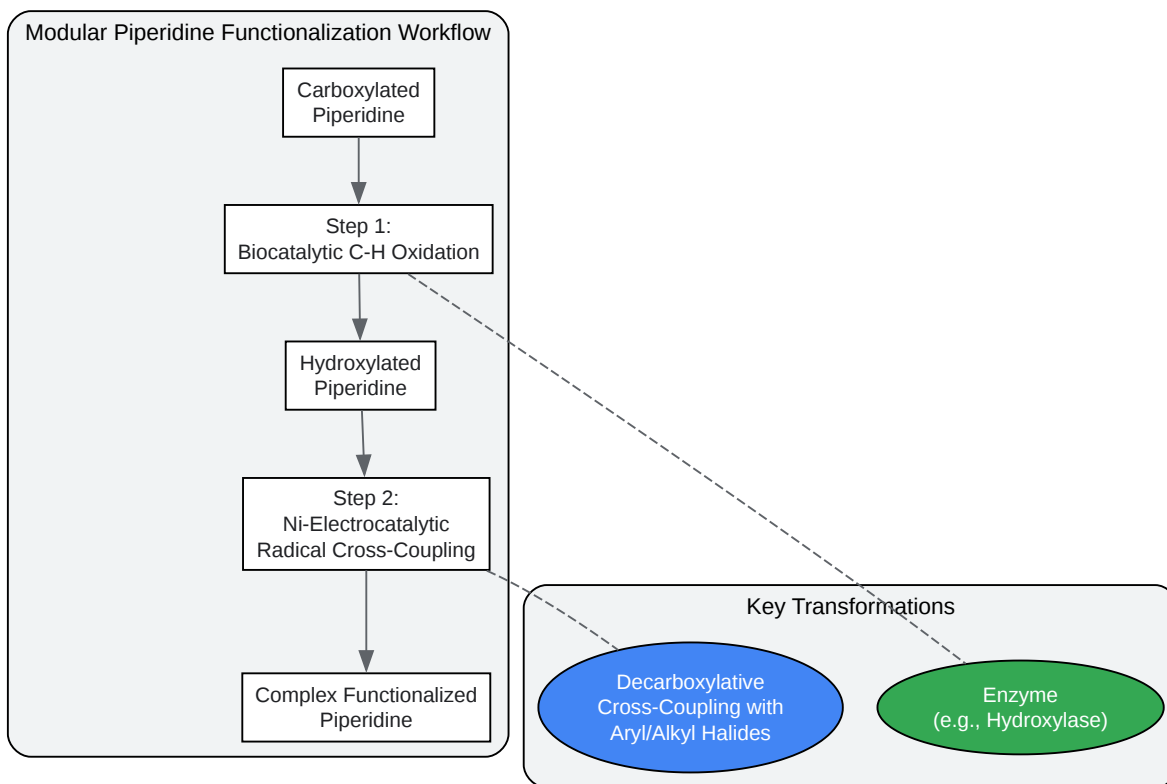 Modular Piperidine Functionalization Workflow
Carboxylated
Piperidine
Step 1:
Biocatalytic C-H Oxidation
Hydroxylated
Piperidine
Step 2:
Ni-Electrocatalytic
Radical Cross-Coupling
Complex Functionalized
Piperidine
Key Transformations
Decarboxylative
Cross-Coupling with
Aryl/Alkyl Halides
Enzyme
(e.g., Hydroxylase)